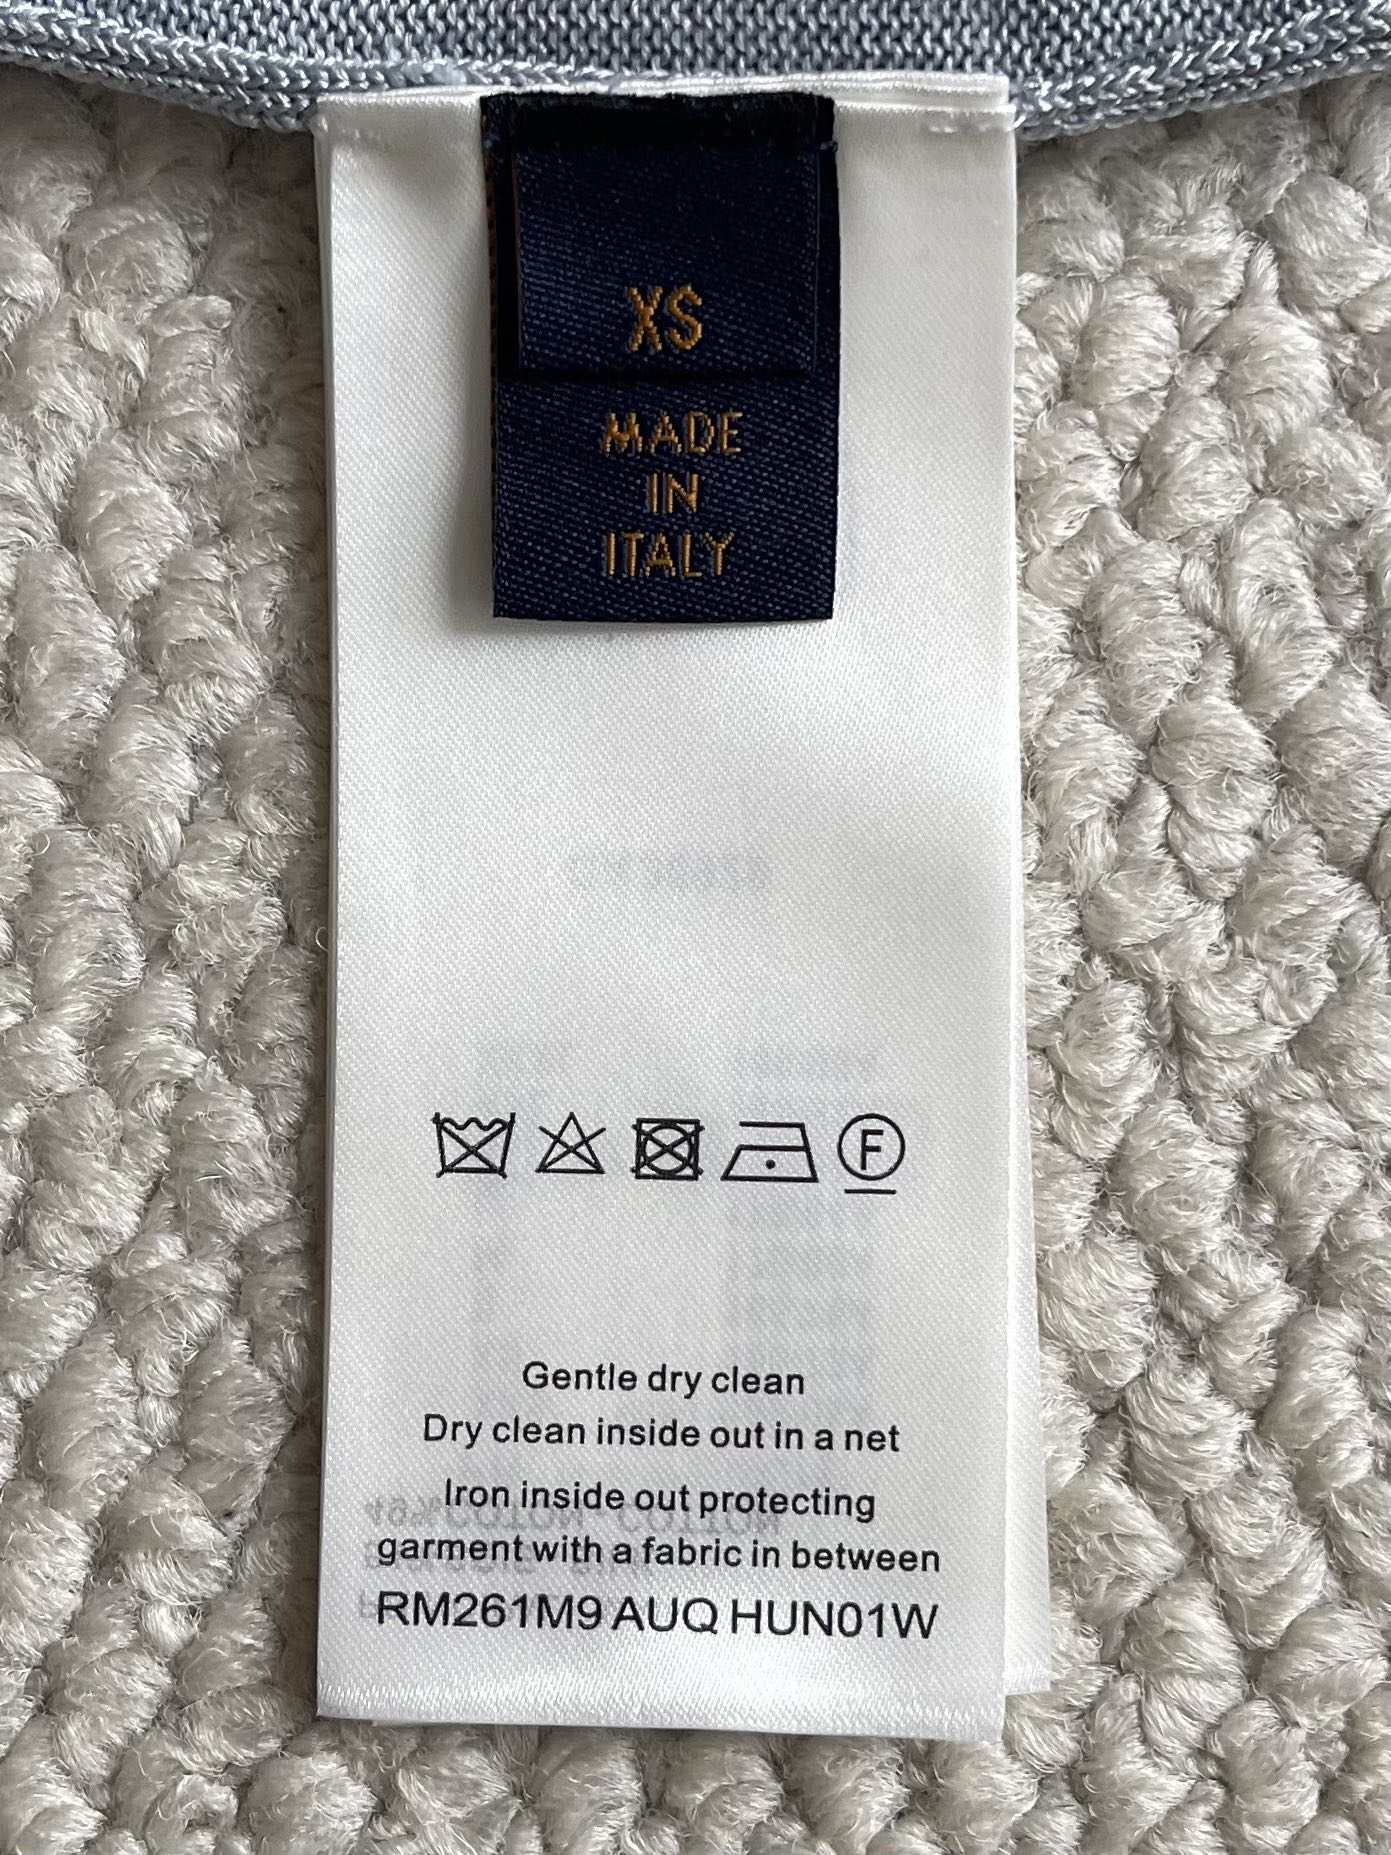 XS
MADE
IN
ITALY
F
Gentle dry clean
Dry clean inside out in a net
Iron inside out protecting
garment with a fabric in between
RM261M9 AUQ HUN01W